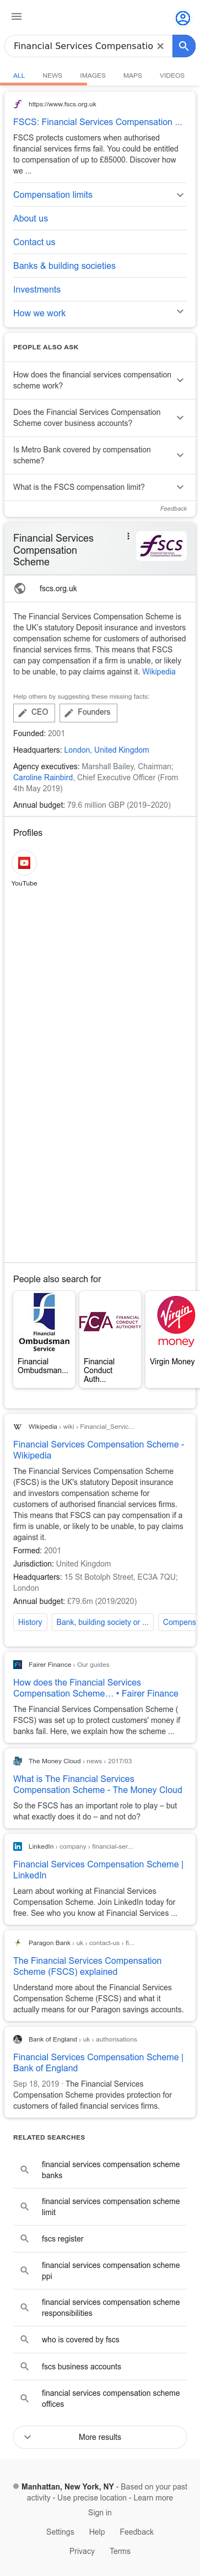 Financial Services Compensatio
ALL NEWS IMAGES MAPS VIDEOS
https://www.fscs.org.uk
FSCS: Financial Services Compensation ...
FSCS protects customers when authorised
financial services firms fail. You could be entitled
to compensation of up to £85000. Discover how
we ...
Compensation limits
About us
Contact us
Banks & building societies
Investments
How we work
PEOPLE ALSO ASK
How does the financial services compensation
scheme work?
Does the Financial Services Compensation
Scheme cover business accounts?
Is Metro Bank covered by compensation
scheme?
What is the FSCS compensation limit?
Feedback
Financial Services
Compensation
Scheme
FSCS
fscs.org.uk
The Financial Services Compensation Scheme is
the UK's statutory Deposit insurance and investors
compensation scheme for customers of authorised
financial services firms. This means that FSCS
can pay compensation if a firm is unable, or likely
to be unable, to pay claims against it. Wikipedia
Help others by suggesting these missing facts:
CEO Founders
Founded: 2001
Headquarters: London, United Kingdom
Agency executives: Marshall Bailey, Chairman;
Caroline Rainbird, Chief Executive Officer (From
4th May 2019)
Annual budget: 79.6 million GBP (2019–2020)
Profiles
YouTube
People also search for
Financial
Ombudsman
Service
FCA FINANCIAL
CONDUCT
AUTHORITY
Virgin
money
Financial
Ombudsman...
Financial
Conduct
Auth...
Virgin Money
Wikipedia › wiki › Financial_Servic...
Financial Services Compensation Scheme -
Wikipedia
The Financial Services Compensation Scheme
(FSCS) is the UK's statutory Deposit insurance
and investors compensation scheme for
customers of authorised financial services firms.
This means that FSCS can pay compensation if a
firm is unable, or likely to be unable, to pay claims
against it.
Formed: 2001
Jurisdiction: United Kingdom
Headquarters: 15 St Botolph Street, EC3A 7QU;
London
Annual budget: £79.6m (2019/2020)
History Bank, building society or ... Compens
Fairer Finance › Our guides
How does the Financial Services
Compensation Scheme… • Fairer Finance
The Financial Services Compensation Scheme (
FSCS) was set up to protect customers' money if
banks fail. Here, we explain how the scheme ...
The Money Cloud › news › 2017/03
What is The Financial Services
Compensation Scheme - The Money Cloud
So the FSCS has an important role to play – but
what exactly does it do – and not do?
LinkedIn › company › financial-ser...
Financial Services Compensation Scheme |
LinkedIn
Learn about working at Financial Services
Compensation Scheme. Join LinkedIn today for
free. See who you know at Financial Services ...
Paragon Bank › uk › contact-us › fi...
The Financial Services Compensation
Scheme (FSCS) explained
Understand more about the Financial Services
Compensation Scheme (FSCS) and what it
actually means for our Paragon savings accounts.
Bank of England › uk › authorisations
Financial Services Compensation Scheme |
Bank of England
Sep 18, 2019 · The Financial Services
Compensation Scheme provides protection for
customers of failed financial services firms.
RELATED SEARCHES
financial services compensation scheme
banks
financial services compensation scheme
limit
fscs register
financial services compensation scheme
ppi
financial services compensation scheme
responsibilities
who is covered by fscs
fscs business accounts
financial services compensation scheme
offices
More results
Manhattan, New York, NY - Based on your past
activity - Use precise location - Learn more
Sign in
Settings Help Feedback
Privacy Terms